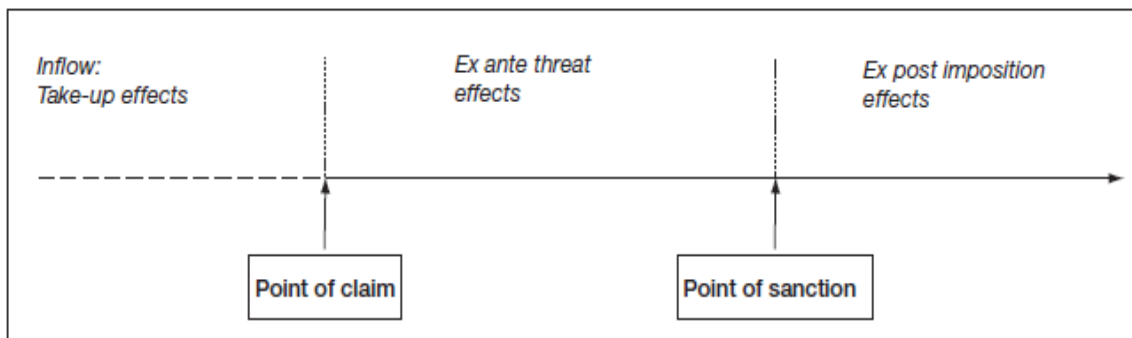 Inflow:
Take-up effects
Ex ante threat
effects
Ex post imposition
effects
Point of claim
Point of sanction